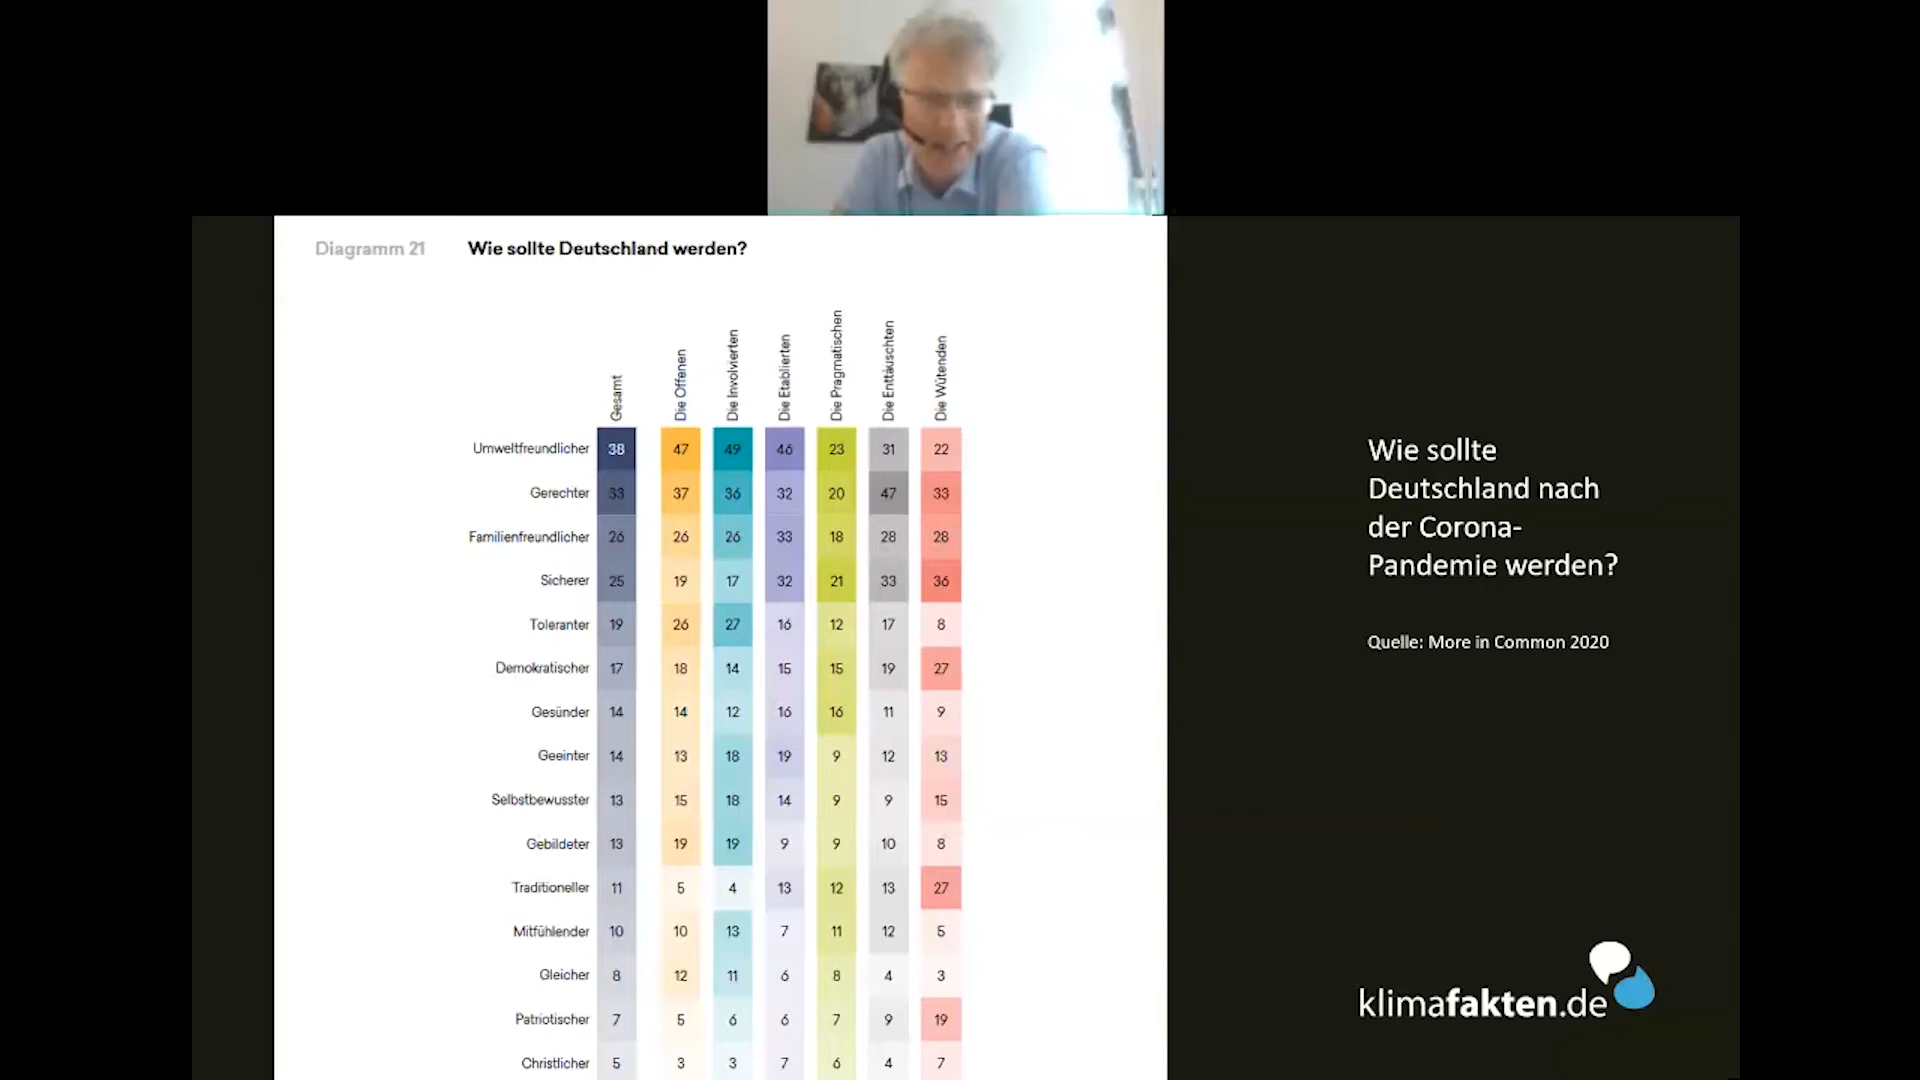 Diagramm 21 Wie sollte Deutschland werden?
Gesamt Die Offenen Die Involvierten Die Etablierten Die Pragmatischen Die Enttäuschten Die Wütenden
Umweltfreundlicher 38 47 49 46 23 31 22
Gerechter 33 37 36 32 20 47 33
Familienfreundlicher 26 26 26 33 18 28 28
Sicherer 25 19 17 32 21 33 36
Toleranter 19 26 27 16 12 17 8
Demokratischer 17 18 14 15 15 19 27
Gesünder 14 14 12 16 16 11 9
Geeinter 14 13 18 19 9 12 13
Selbstbewusster 13 15 18 14 9 9 15
Gebildeter 13 19 19 9 9 10 8
Traditioneller 11 5 4 13 12 13 27
Mitfühlender 10 10 13 7 11 12 5
Gleicher 8 12 11 6 8 4 3
Patriotischer 7 5 6 6 7 9 19
Christlicher 5 3 3 7 6 4 7
Wie sollte
Deutschland nach
der Corona-
Pandemie werden?
Quelle: More in Common 2020
klimafakten.de